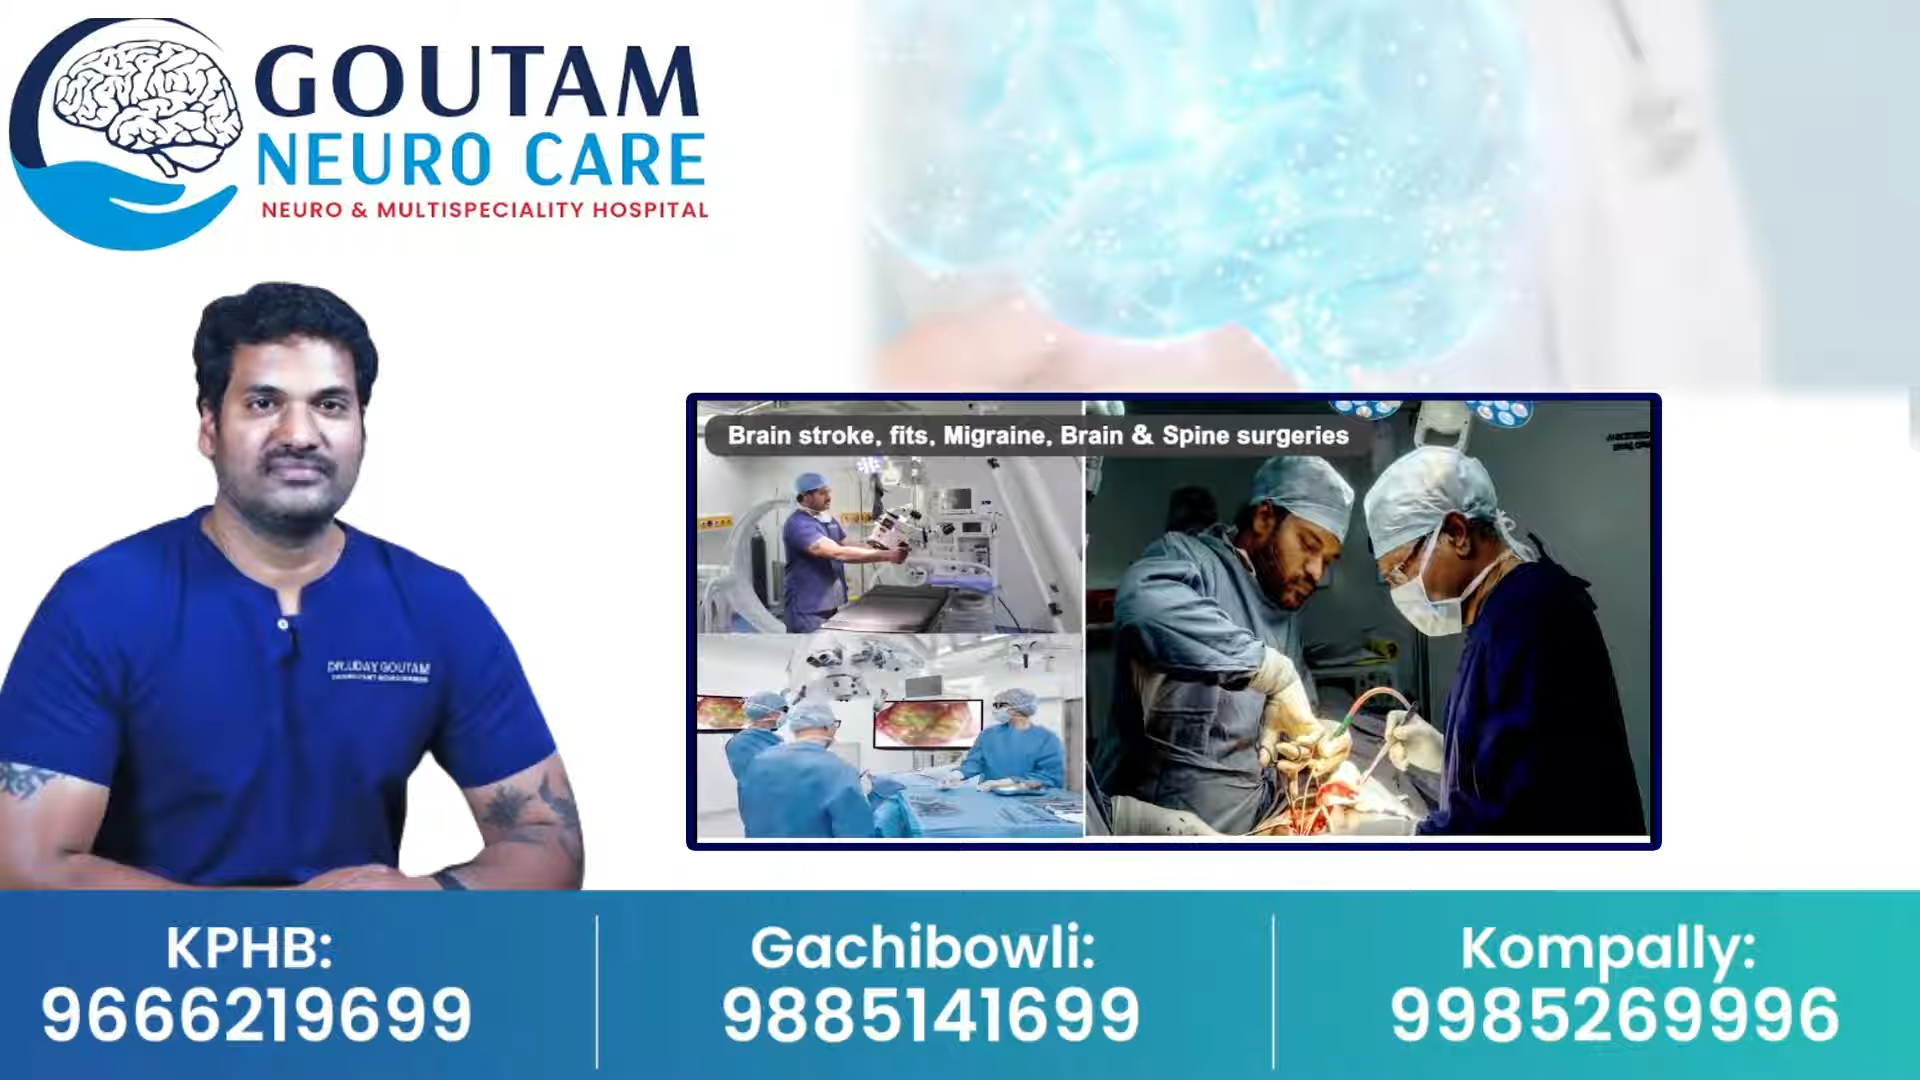 GOUTAM
NEURO CARE
NEURO & MULTISPECIALITY HOSPITAL
Brain stroke, fits, Migraine, Brain & Spine surgeries
DR.UDAY GOUTAM
KPHB:
9666219699
Gachibowli:
9885141699
Kompally:
9985269996